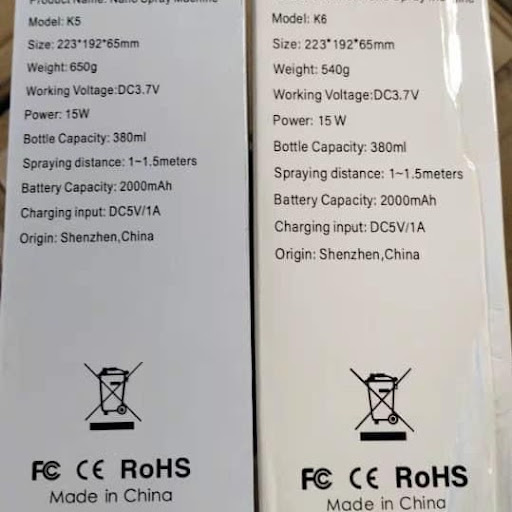 Product Name: Nano Spray Machine
Model: K5
Size: 223*192*65mm
Weight: 650g
Working Voltage:DC3.7V
Power: 15W
Bottle Capacity: 380ml
Spraying distance: 1~1.5meters
Battery Capacity: 2000mAh
Charging input: DC5V/1A
Origin: Shenzhen,China
FC CE RoHS
Made in China
Model: K6
Size: 223*192*65mm
Weight: 540g
Working Voltage:DC3.7V
Power: 15 W
Bottle Capacity: 380ml
Spraying distance: 1~1.5meters
Battery Capacity: 2000mAh
Charging input: DC5V/1A
Origin: Shenzhen,China
FC CE RoHS
Made in China